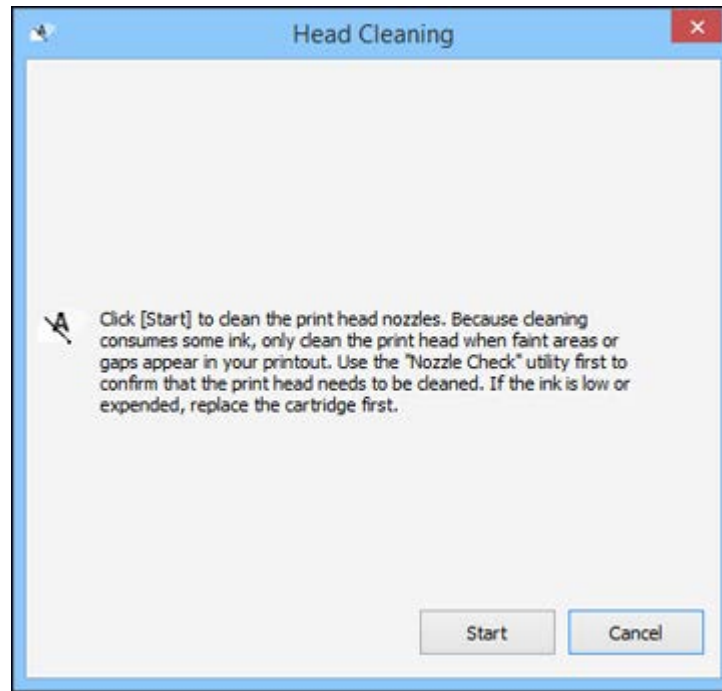 Head Cleaning
Click [Start] to clean the print head nozzles. Because cleaning
consumes some ink, only clean the print head when faint areas or
gaps appear in your printout. Use the "Nozzle Check" utility first to
confirm that the print head needs to be cleaned. If the ink is low or
expended, replace the cartridge first.
Start
Cancel